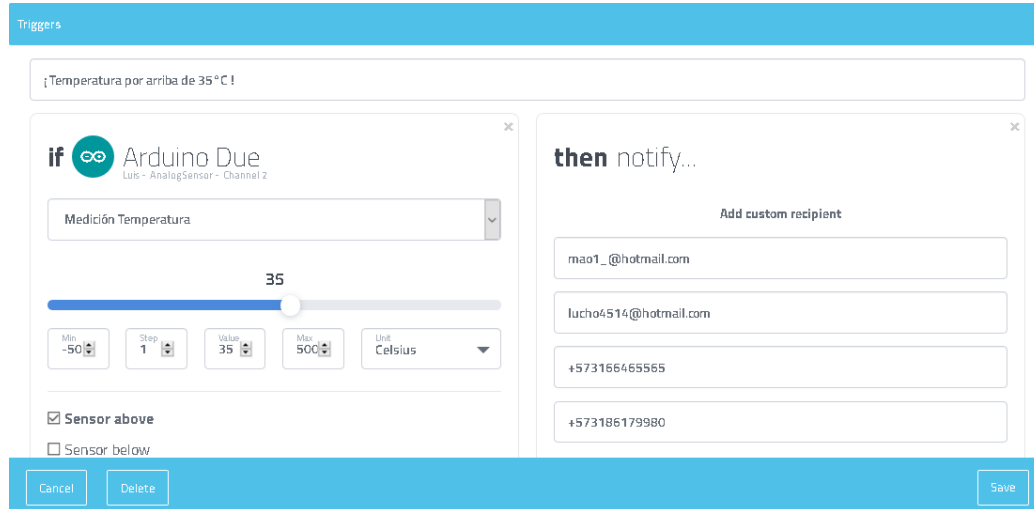 Triggers
¡Temperatura por arriba de 35°C !
if Arduino Due
Luis - AnalogSensor - Channel 2
Medición Temperatura
35
Min Step Value Max Unit
-50 1 35 500 Celsius
Sensor above
Sensor below
then notify...
Add custom recipient
mao1_@hotmail.com
lucho4514@hotmail.com
+573166465565
+573186179980
Cancel Delete Save